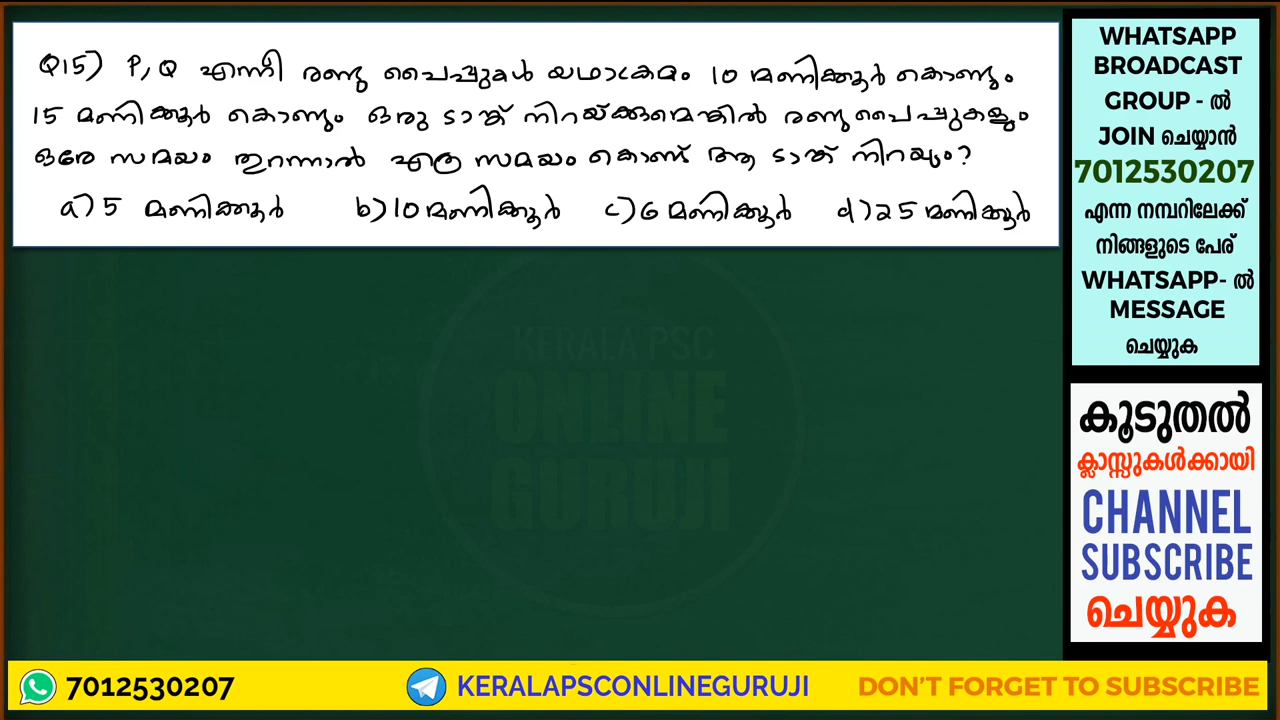 Q15) P, Q എന്നീ രണ്ടു പൈപ്പുകൾ യഥാക്രമം 10 മണിക്കൂർ കൊണ്ടും
15 മണിക്കൂർ കൊണ്ടും ഒരു ടാങ്ക് നിറയ്ക്കുമെങ്കിൽ രണ്ടുപൈപ്പുകളും
ഒരേ സമയം തുറന്നാൽ എത്ര സമയം കൊണ്ട് ആ ടാങ്ക് നിറയും?
a) 5 മണിക്കൂർ b) 10 മണിക്കൂർ c) 6 മണിക്കൂർ d) 25 മണിക്കൂർ
KERALA PSC
ONLINE
GURUJI
WHATSAPP
BROADCAST
GROUP - ൽ
JOIN ചെയ്യാൻ
7012530207
എന്ന നമ്പറിലേക്ക്
നിങ്ങളുടെ പേര്
WHATSAPP- ൽ
MESSAGE
ചെയ്യുക
കൂടുതൽ
ക്ലാസ്സുകൾക്കായി
CHANNEL
SUBSCRIBE
ചെയ്യുക
7012530207 KERALAPSCONLINEGURUJI DON'T FORGET TO SUBSCRIBE